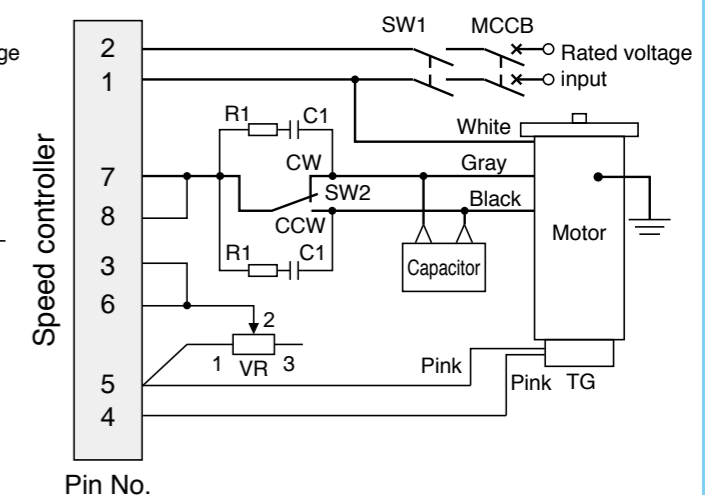 SW1 MCCB
ge
2
Rated voltage
1
input
R1 C1
White
CW
Gray
7
SW2
Black
8
CCW
Speed controller
R1 C1
Motor
3
Capacitor
6
2
1 VR 3
Pink
5
Pink TG
4
Pin No.